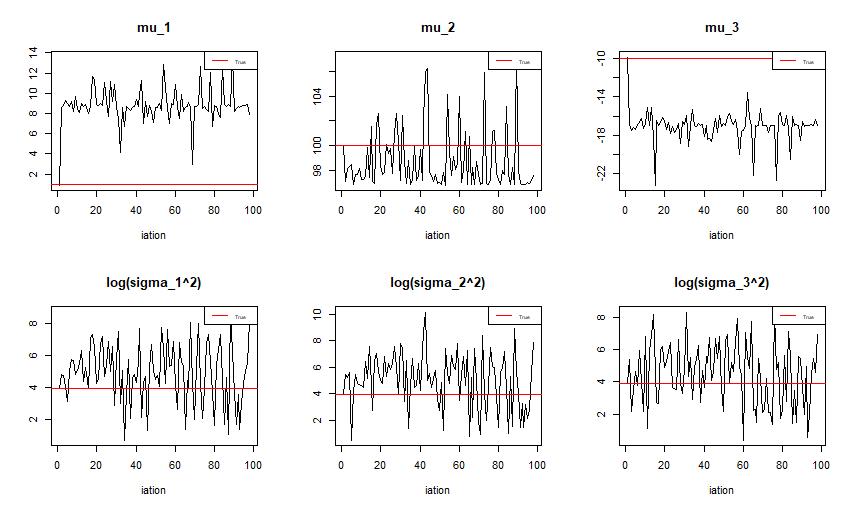 mu_1
mu_2
mu_3
2 4 6 8 10 12 14
98 100 104
-22 -18 -14 -10
True
True
True
0 20 40 60 80 100
0 20 40 60 80 100
0 20 40 60 80 100
iation
iation
iation
log(sigma_1^2)
log(sigma_2^2)
log(sigma_3^2)
2 4 6 8
2 4 6 8 10
2 4 6 8
True
True
True
0 20 40 60 80 100
0 20 40 60 80 100
0 20 40 60 80 100
iation
iation
iation